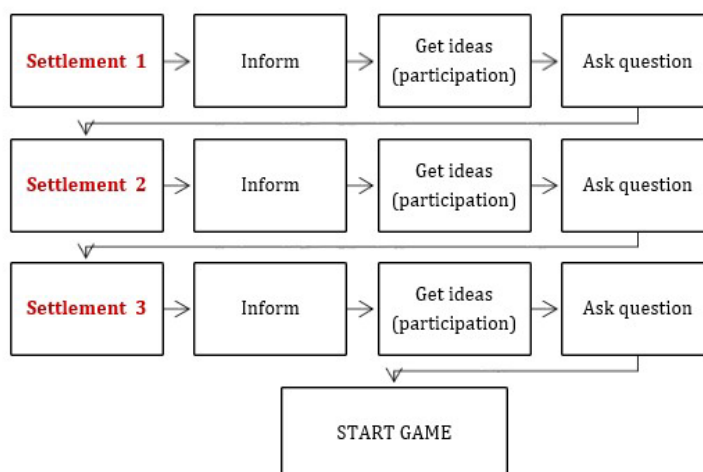 Settlement 1
Inform
Get ideas
(participation)
Ask question
Settlement 2
Inform
Get ideas
(participation)
Ask question
Settlement 3
Inform
Get ideas
(participation)
Ask question
START GAME